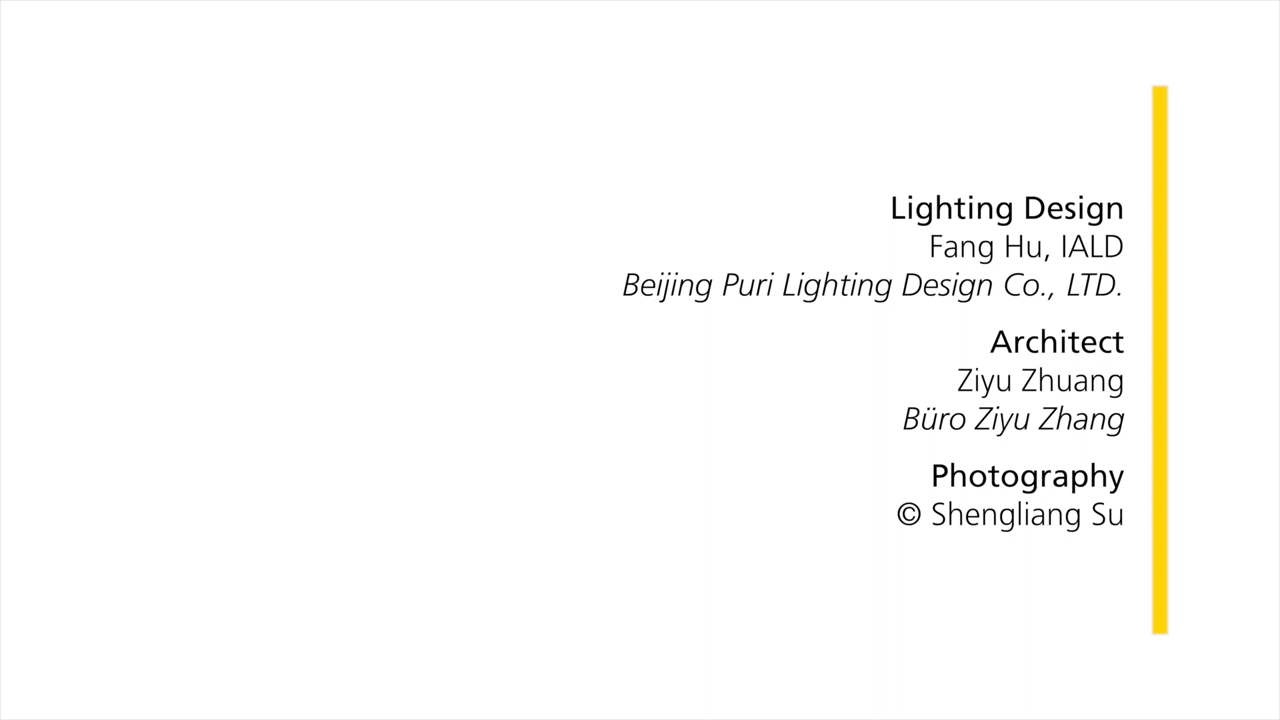 Lighting Design
Fang Hu, IALD
Beijing Puri Lighting Design Co., LTD.
Architect
Ziyu Zhuang
Büro Ziyu Zhang
Photography
© Shengliang Su